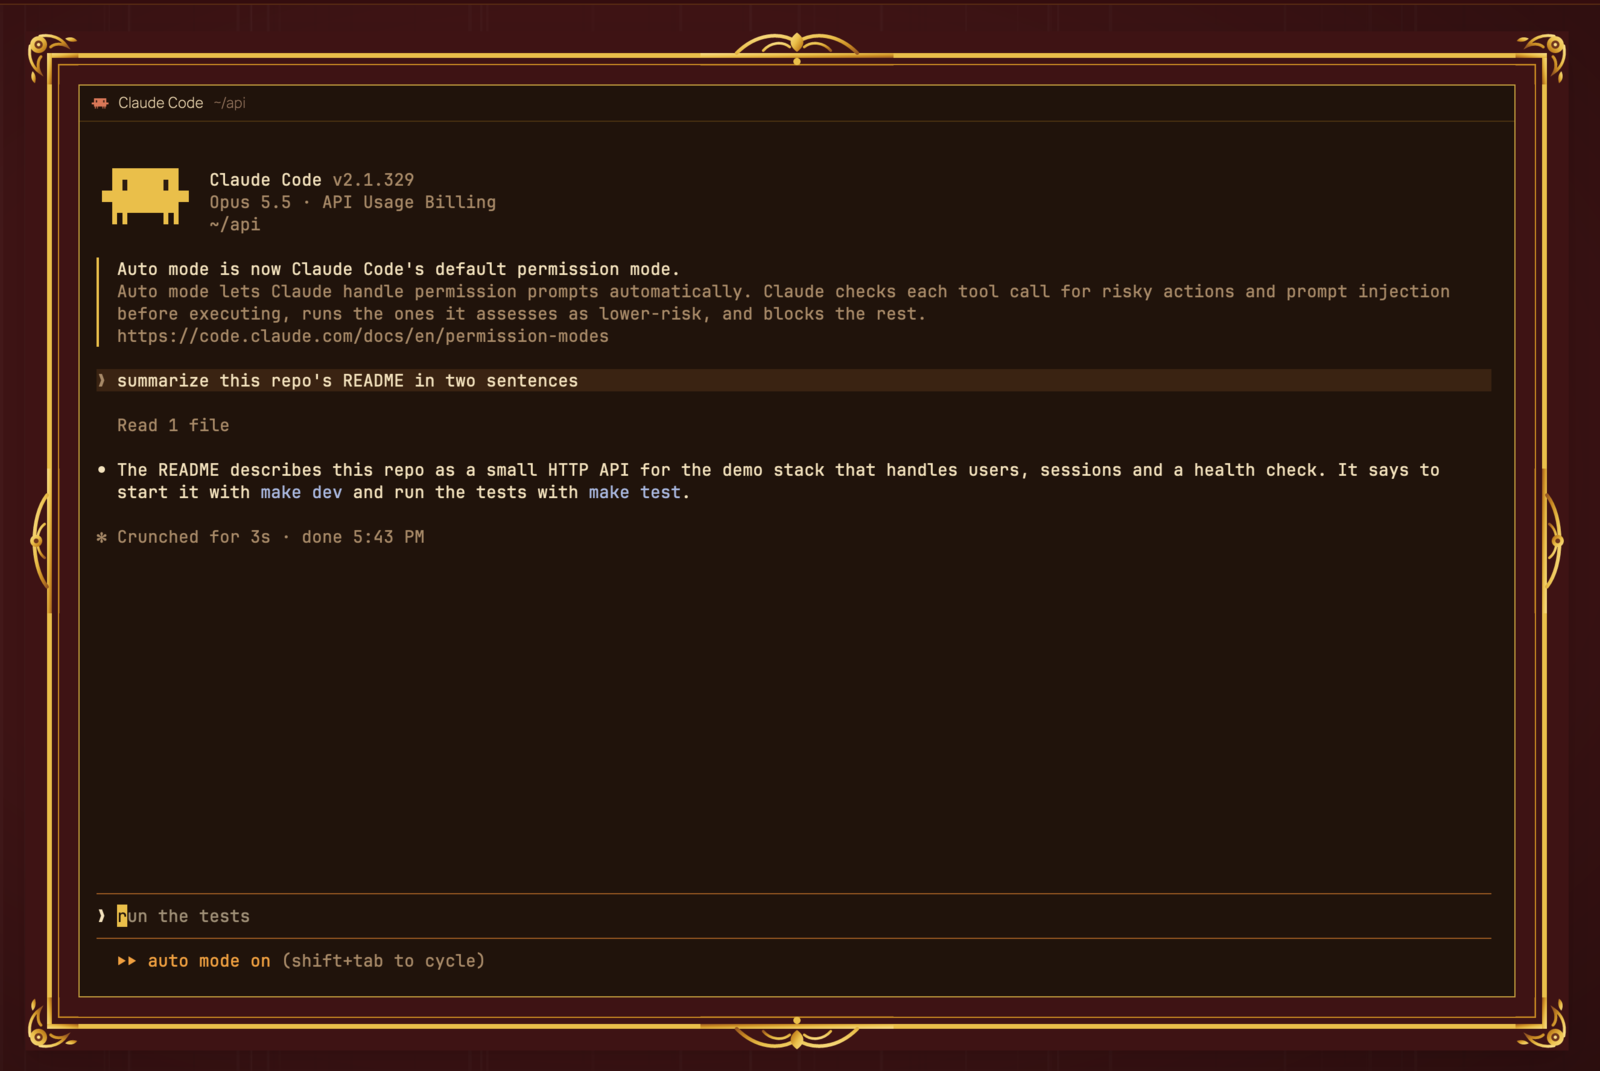 Claude Code ~/api
Claude Code v2.1.329
Opus 5.5 · API Usage Billing
~/api
Auto mode is now Claude Code's default permission mode.
Auto mode lets Claude handle permission prompts automatically. Claude checks each tool call for risky actions and prompt injection
before executing, runs the ones it assesses as lower-risk, and blocks the rest.
https://code.claude.com/docs/en/permission-modes
❯ summarize this repo's README in two sentences
Read 1 file
● The README describes this repo as a small HTTP API for the demo stack that handles users, sessions and a health check. It says to
start it with make dev and run the tests with make test.
✻ Crunched for 3s · done 5:43 PM
❯ run the tests
⏵⏵ auto mode on (shift+tab to cycle)